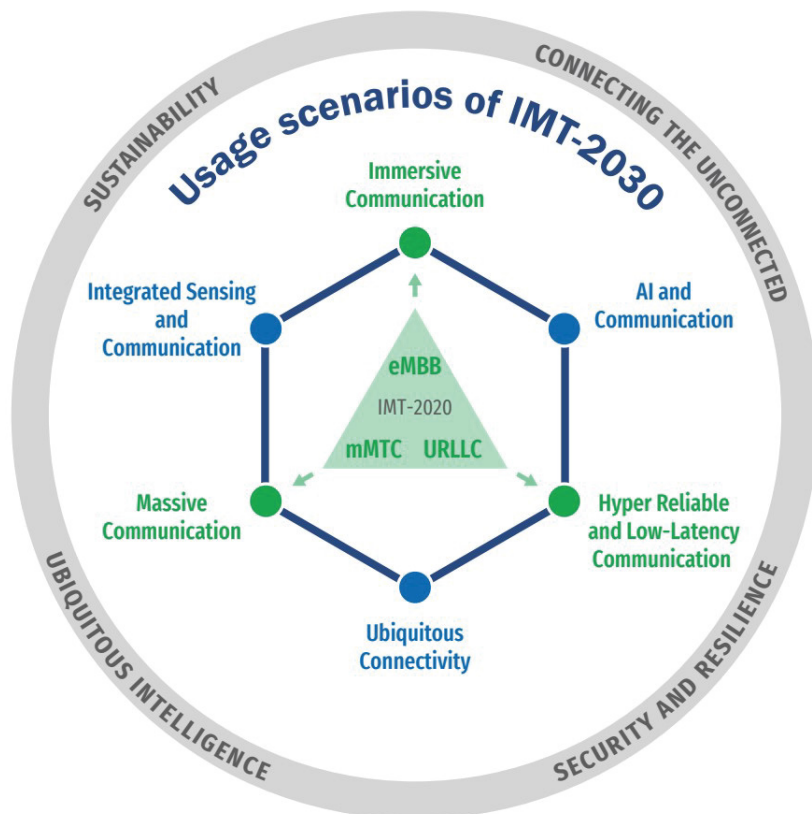 SUSTAINABILITY
CONNECTING THE UNCONNECTED
Usage scenarios of IMT-2030
Immersive
Communication
Integrated Sensing
and
Communication
AI and
Communication
eMBB
IMT-2020
mMTC URLLC
Massive
Communication
Hyper Reliable
and Low-Latency
Communication
Ubiquitous
Connectivity
UBIQUITOUS INTELLIGENCE
SECURITY AND RESILIENCE